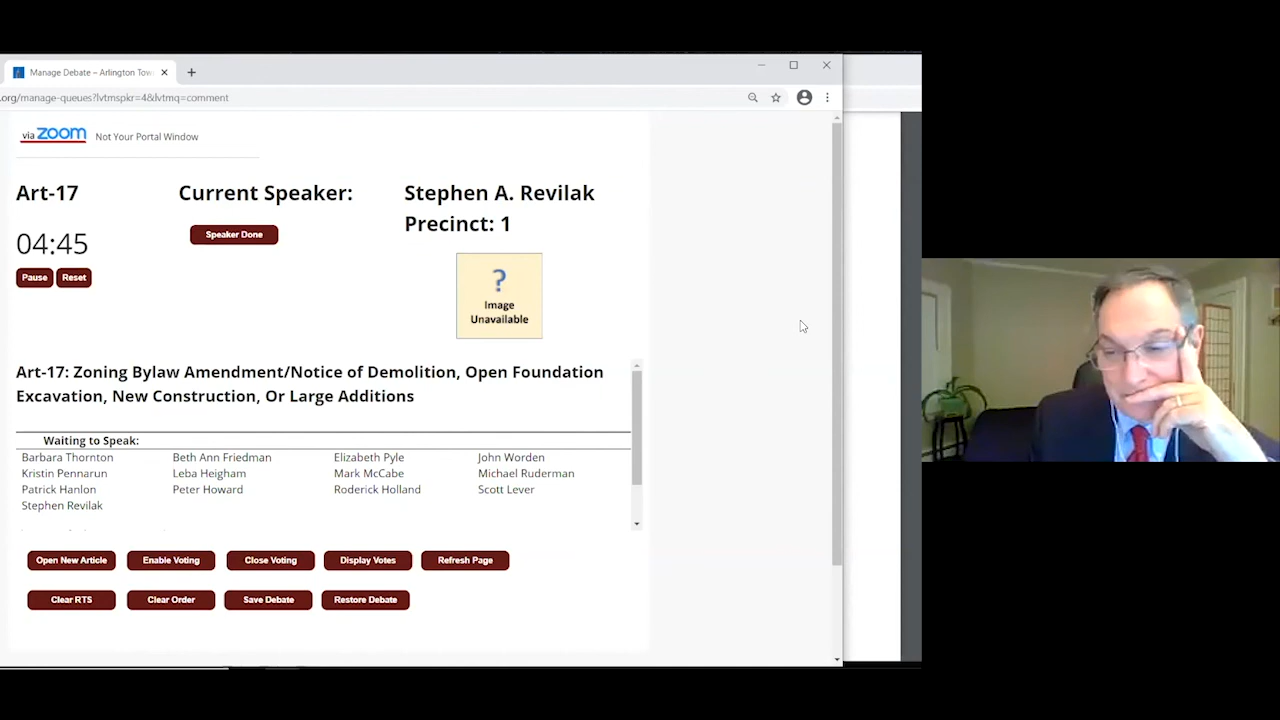 Manage Debate – Arlington Tow
.org/manage-queues?lvtmspkr=4&lvtmq=comment
via zoom Not Your Portal Window
Art-17 Current Speaker: Stephen A. Revilak
Speaker Done Precinct: 1
04:45
Pause Reset
?
Image
Unavailable
Art-17: Zoning Bylaw Amendment/Notice of Demolition, Open Foundation
Excavation, New Construction, Or Large Additions
Waiting to Speak:
Barbara Thornton Beth Ann Friedman Elizabeth Pyle John Worden
Kristin Pennarun Leba Heigham Mark McCabe Michael Ruderman
Patrick Hanlon Peter Howard Roderick Holland Scott Lever
Stephen Revilak
Open New Article Enable Voting Close Voting Display Votes Refresh Page
Clear RTS Clear Order Save Debate Restore Debate